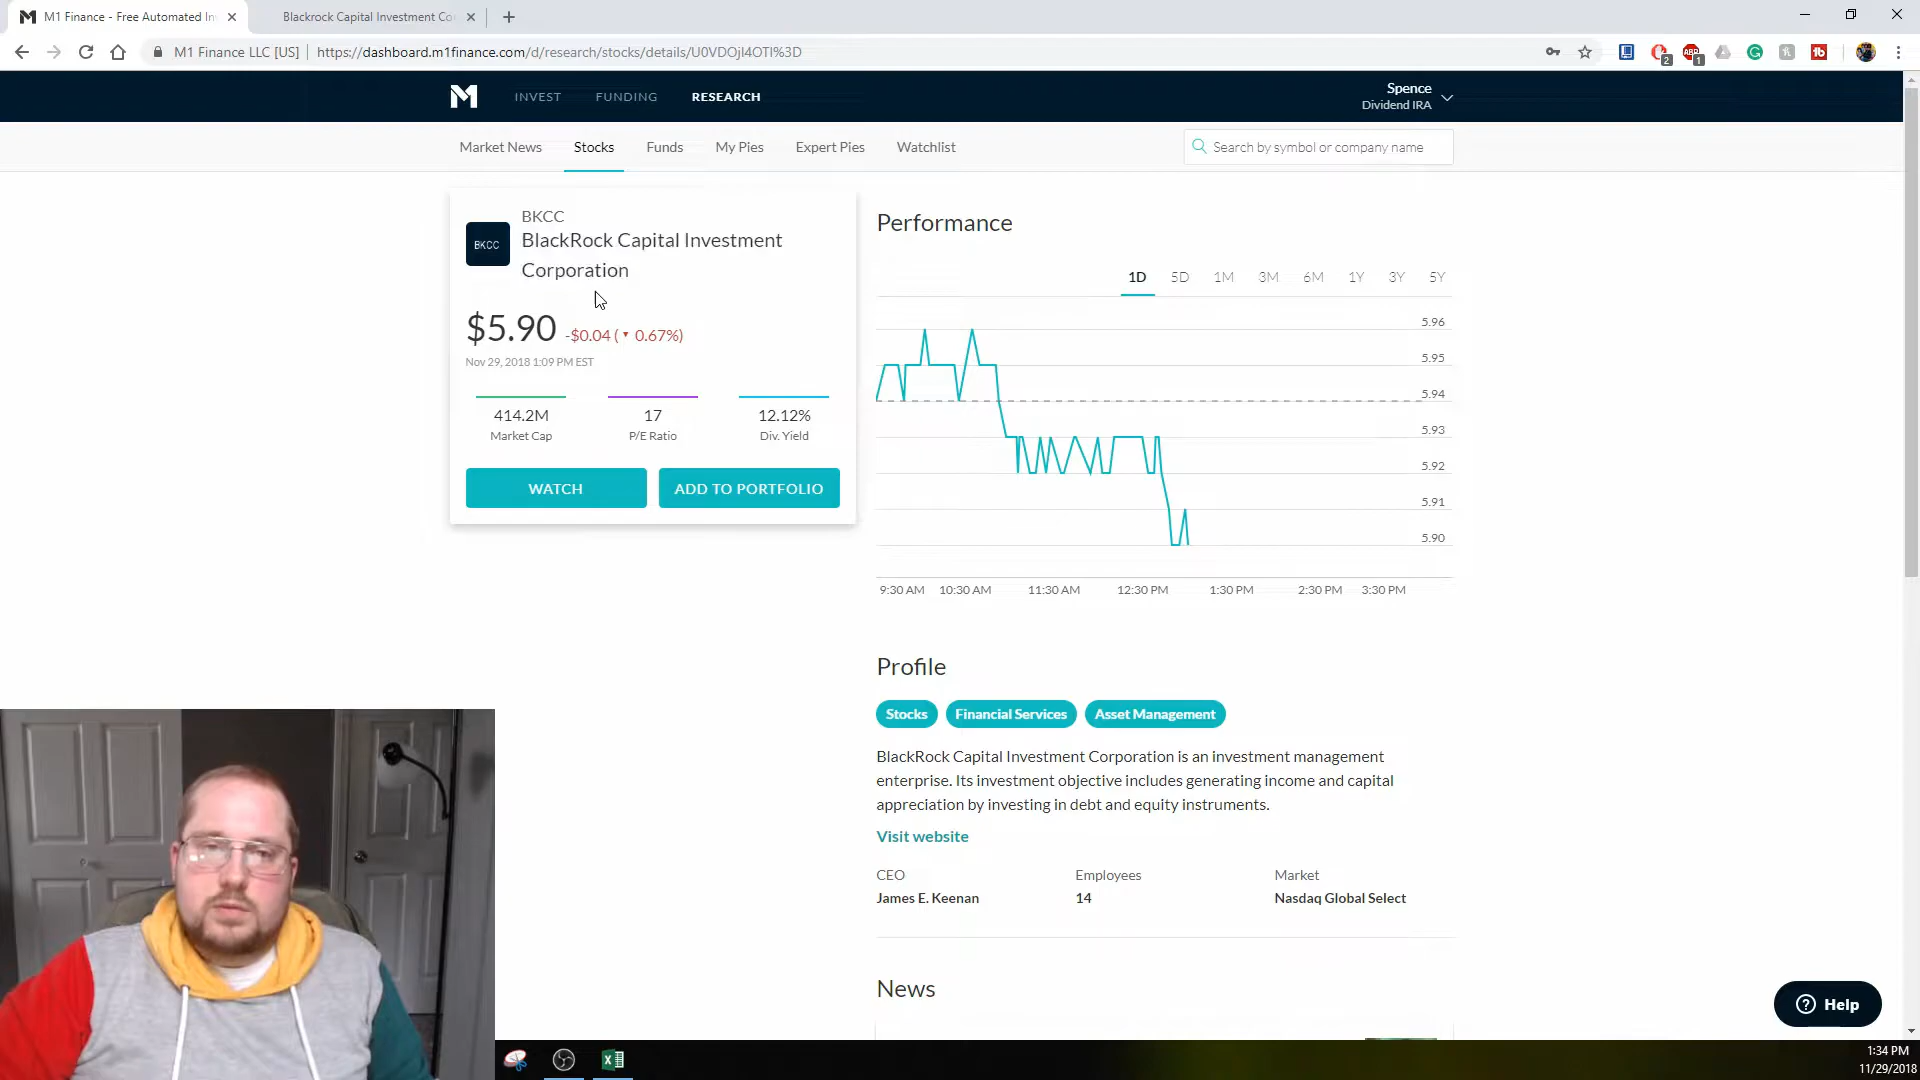 M1 Finance - Free Automated In
Blackrock Capital Investment Co
M1 Finance LLC [US]
https://dashboard.m1finance.com/d/research/stocks/details/U0VDOjI4OTI%3D
2
ABP
1
tb
INVEST
FUNDING
RESEARCH
Spence
Dividend IRA
Market News
Stocks
Funds
My Pies
Expert Pies
Watchlist
Search by symbol or company name
BKCC
BKCC
BlackRock Capital Investment
Corporation
$5.90 -$0.04 (▼ 0.67%)
Nov 29, 2018 1:09 PM EST
414.2M
Market Cap
17
P/E Ratio
12.12%
Div. Yield
WATCH
ADD TO PORTFOLIO
Performance
1D 5D 1M 3M 6M 1Y 3Y 5Y
5.96
5.95
5.94
5.93
5.92
5.91
5.90
9:30 AM 10:30 AM 11:30 AM 12:30 PM 1:30 PM 2:30 PM 3:30 PM
Profile
Stocks
Financial Services
Asset Management
BlackRock Capital Investment Corporation is an investment management
enterprise. Its investment objective includes generating income and capital
appreciation by investing in debt and equity instruments.
Visit website
CEO
James E. Keenan
Employees
14
Market
Nasdaq Global Select
News
Help
1:34 PM
11/29/2018